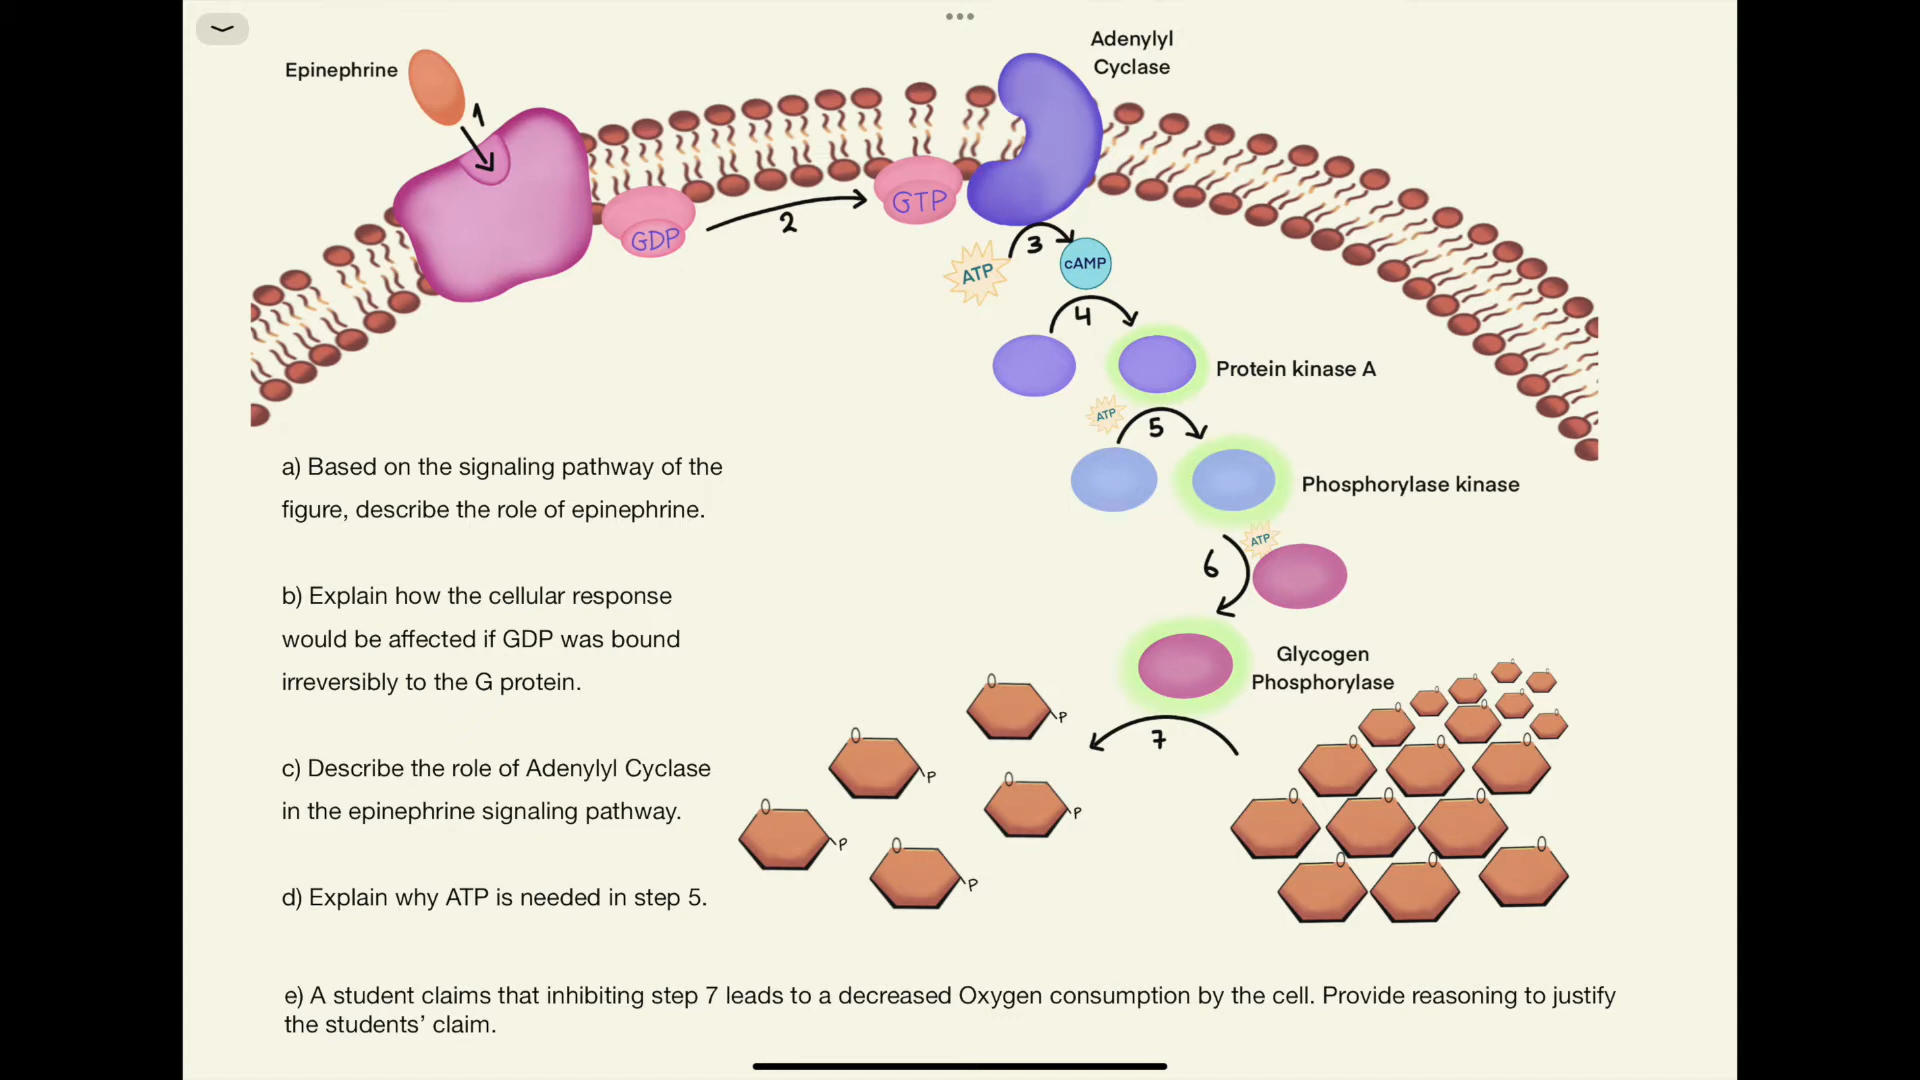 Epinephrine
1
Adenylyl
Cyclase
GDP
2
GTP
3
ATP
cAMP
4
Protein kinase A
ATP
5
Phosphorylase kinase
ATP
6
Glycogen
Phosphorylase
7
P
P
P
P
P
a) Based on the signaling pathway of the
figure, describe the role of epinephrine.
b) Explain how the cellular response
would be affected if GDP was bound
irreversibly to the G protein.
c) Describe the role of Adenylyl Cyclase
in the epinephrine signaling pathway.
d) Explain why ATP is needed in step 5.
e) A student claims that inhibiting step 7 leads to a decreased Oxygen consumption by the cell. Provide reasoning to justify
the students’ claim.